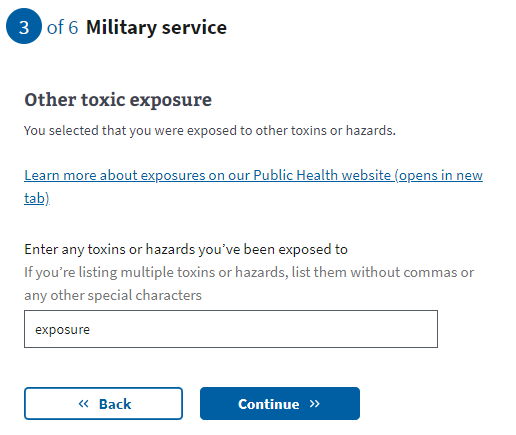 3 of 6 Military service
Other toxic exposure
You selected that you were exposed to other toxins or hazards.
Learn more about exposures on our Public Health website (opens in new
tab)
Enter any toxins or hazards you’ve been exposed to
If you’re listing multiple toxins or hazards, list them without commas or
any other special characters
exposure
« Back
Continue »